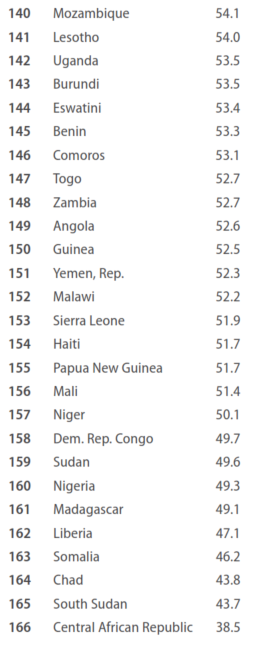 140 Mozambique 54.1
141 Lesotho 54.0
142 Uganda 53.5
143 Burundi 53.5
144 Eswatini 53.4
145 Benin 53.3
146 Comoros 53.1
147 Togo 52.7
148 Zambia 52.7
149 Angola 52.6
150 Guinea 52.5
151 Yemen, Rep. 52.3
152 Malawi 52.2
153 Sierra Leone 51.9
154 Haiti 51.7
155 Papua New Guinea 51.7
156 Mali 51.4
157 Niger 50.1
158 Dem. Rep. Congo 49.7
159 Sudan 49.6
160 Nigeria 49.3
161 Madagascar 49.1
162 Liberia 47.1
163 Somalia 46.2
164 Chad 43.8
165 South Sudan 43.7
166 Central African Republic 38.5